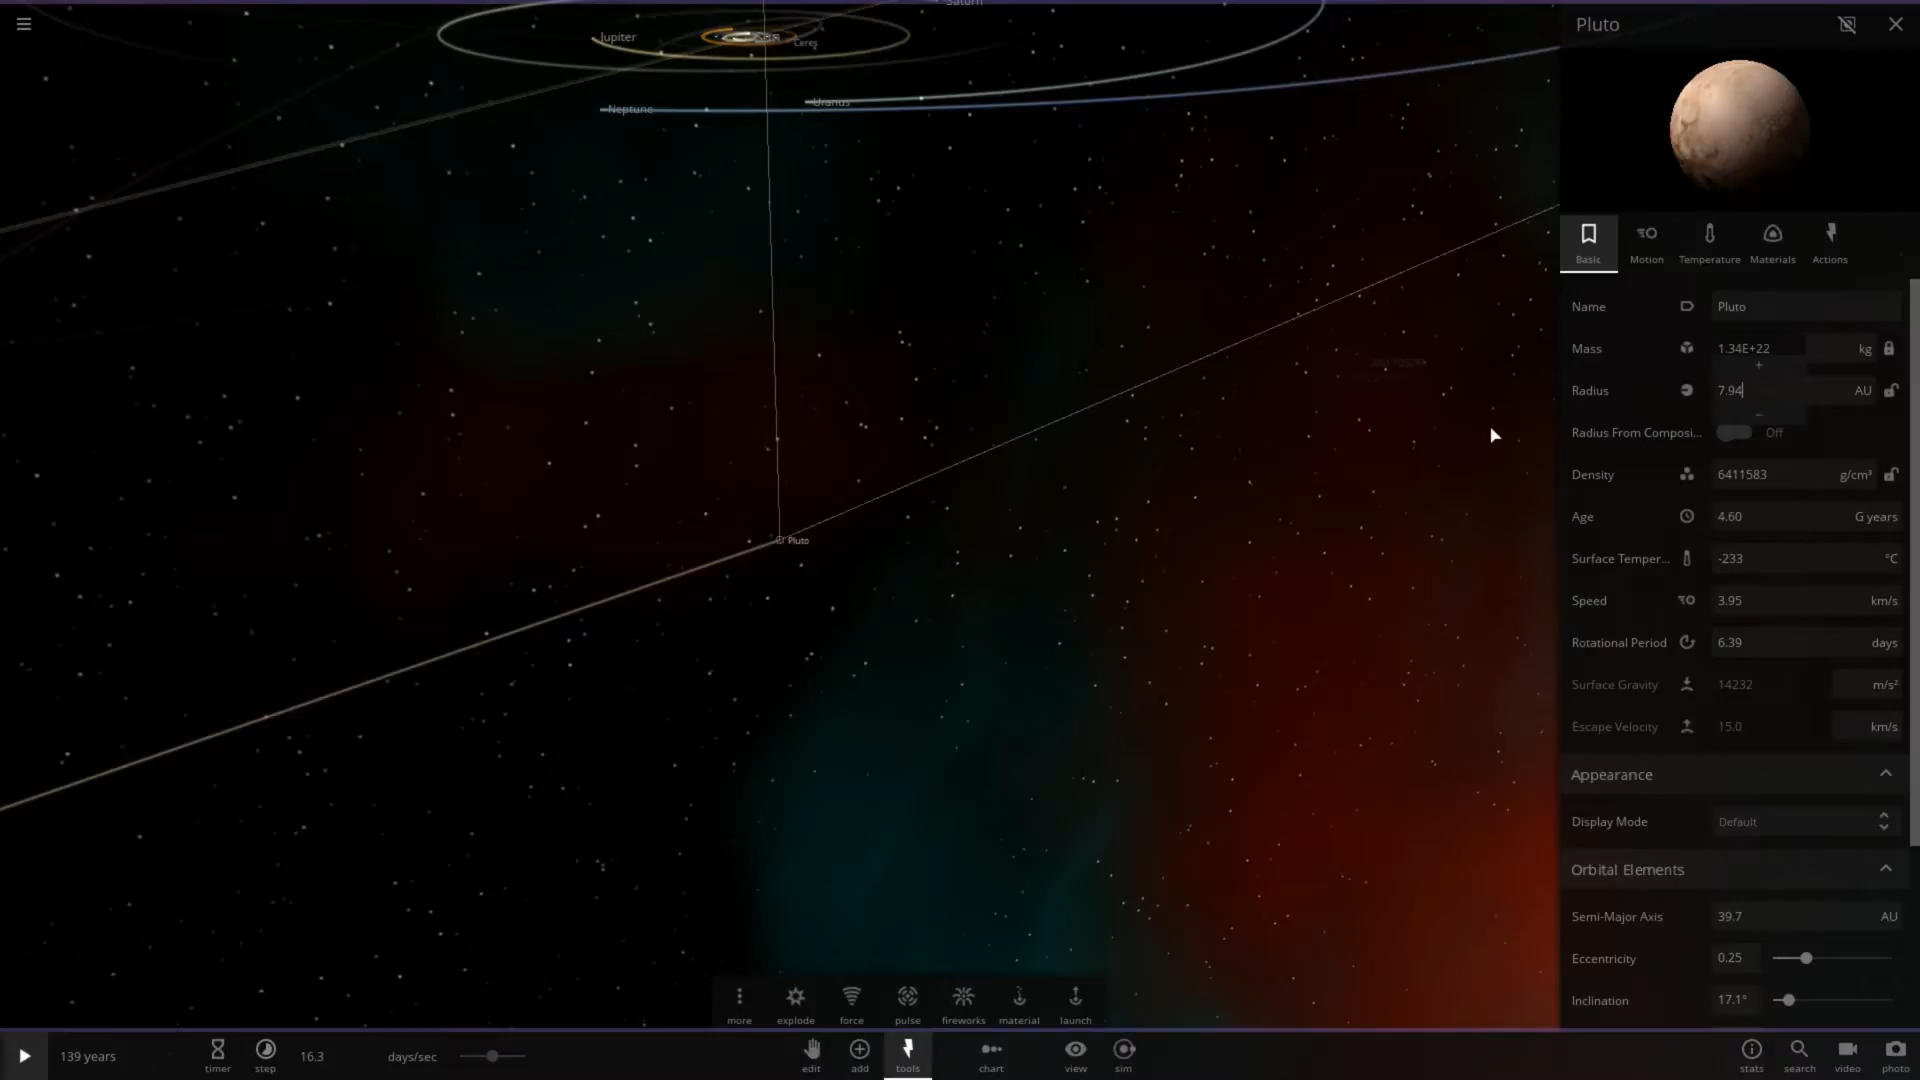 Saturn
Jupiter
Ceres
Uranus
Neptune
Pluto
Pluto
Basic
Motion
Temperature
Materials
Actions
Name
Pluto
Mass
1.34E+22
kg
+
Radius
7.94
AU
−
Radius From Composi...
Off
Density
6411583
g/cm³
Age
4.60
G years
Surface Temper...
-233
°C
Speed
3.95
km/s
Rotational Period
6.39
days
Surface Gravity
14232
m/s²
Escape Velocity
15.0
km/s
Appearance
Display Mode
Default
Orbital Elements
Semi-Major Axis
39.7
AU
Eccentricity
0.25
Inclination
17.1°
more
explode
force
pulse
fireworks
material
launch
139 years
timer
step
16.3
days/sec
edit
add
tools
chart
view
sim
stats
search
video
photo